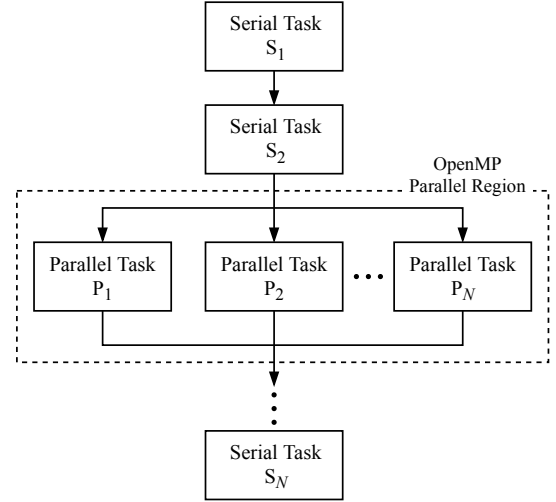 Serial Task
S1
Serial Task
S2
OpenMP
Parallel Region
Parallel Task
P1
Parallel Task
P2
Parallel Task
PN
Serial Task
SN